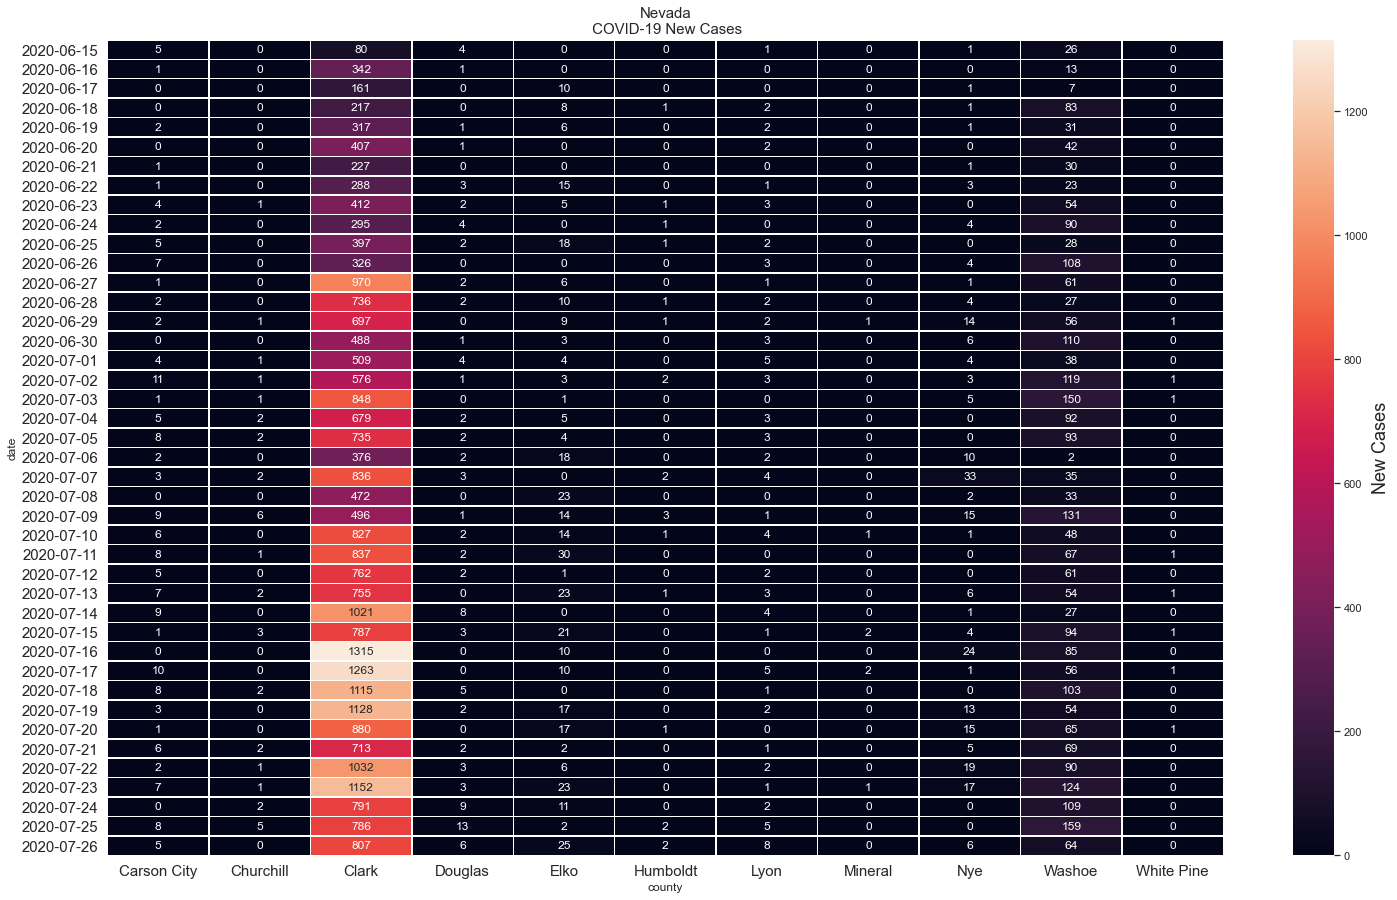 Nevada
COVID-19 New Cases
2020-06-15 5 0 80 4 0 0 1 0 1 26 0
2020-06-16 1 0 342 1 0 0 0 0 0 13 0
2020-06-17 0 0 161 0 10 0 0 0 1 7 0
2020-06-18 0 0 217 0 8 1 2 0 1 83 0
2020-06-19 2 0 317 1 6 0 2 0 1 31 0
2020-06-20 0 0 407 1 0 0 2 0 0 42 0
2020-06-21 1 0 227 0 0 0 0 0 1 30 0
2020-06-22 1 0 288 3 15 0 1 0 3 23 0
2020-06-23 4 1 412 2 5 1 3 0 0 54 0
2020-06-24 2 0 295 4 0 1 0 0 4 90 0
2020-06-25 5 0 397 2 18 1 2 0 0 28 0
2020-06-26 7 0 326 0 0 0 3 0 4 108 0
2020-06-27 1 0 970 2 6 0 1 0 1 61 0
2020-06-28 2 0 736 2 10 1 2 0 4 27 0
2020-06-29 2 1 697 0 9 1 2 1 14 56 1
2020-06-30 0 0 488 1 3 0 3 0 6 110 0
2020-07-01 4 1 509 4 4 0 5 0 4 38 0
2020-07-02 11 1 576 1 3 2 3 0 3 119 1
2020-07-03 1 1 848 0 1 0 0 0 5 150 1
2020-07-04 5 2 679 2 5 0 3 0 0 92 0
2020-07-05 8 2 735 2 4 0 3 0 0 93 0
2020-07-06 2 0 376 2 18 0 2 0 10 2 0
2020-07-07 3 2 836 3 0 2 4 0 33 35 0
2020-07-08 0 0 472 0 23 0 0 0 2 33 0
2020-07-09 9 6 496 1 14 3 1 0 15 131 0
2020-07-10 6 0 827 2 14 1 4 1 1 48 0
2020-07-11 8 1 837 2 30 0 0 0 0 67 1
2020-07-12 5 0 762 2 1 0 2 0 0 61 0
2020-07-13 7 2 755 0 23 1 3 0 6 54 1
2020-07-14 9 0 1021 8 0 0 4 0 1 27 0
2020-07-15 1 3 787 3 21 0 1 2 4 94 1
2020-07-16 0 0 1315 0 10 0 0 0 24 85 0
2020-07-17 10 0 1263 0 10 0 5 2 1 56 1
2020-07-18 8 2 1115 5 0 0 1 0 0 103 0
2020-07-19 3 0 1128 2 17 0 2 0 13 54 0
2020-07-20 1 0 880 0 17 1 0 0 15 65 1
2020-07-21 6 2 713 2 2 0 1 0 5 69 0
2020-07-22 2 1 1032 3 6 0 2 0 19 90 0
2020-07-23 7 1 1152 3 23 0 1 1 17 124 0
2020-07-24 0 2 791 9 11 0 2 0 0 109 0
2020-07-25 8 5 786 13 2 2 5 0 0 159 0
2020-07-26 5 0 807 6 25 2 8 0 6 64 0
Carson City Churchill Clark Douglas Elko Humboldt Lyon Mineral Nye Washoe White Pine
county
date
1200
1000
800
600
400
200
0
New Cases